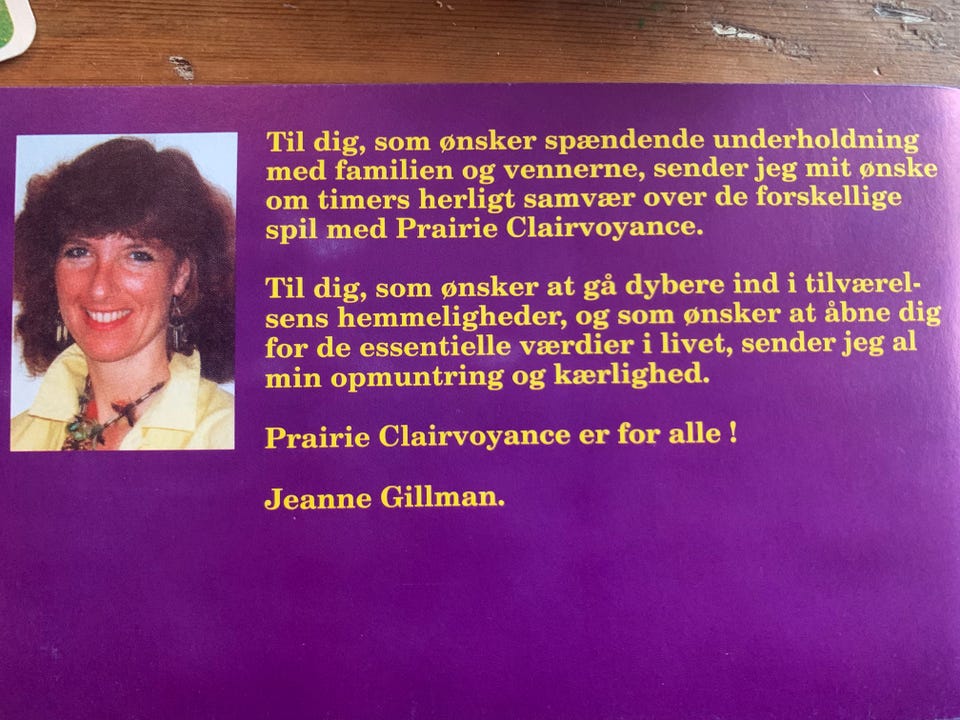 Til dig, som ønsker spændende underholdning
med familien og vennerne, sender jeg mit ønske
om timers herligt samvær over de forskellige
spil med Prairie Clairvoyance.
Til dig, som ønsker at gå dybere ind i tilværel-
sens hemmeligheder, og som ønsker at åbne dig
for de essentielle værdier i livet, sender jeg al
min opmuntring og kærlighed.
Prairie Clairvoyance er for alle !
Jeanne Gillman.